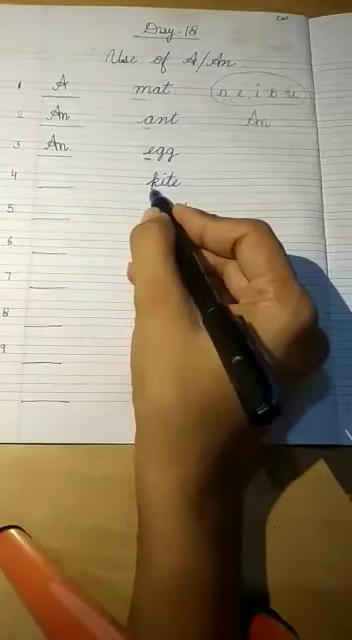 CW
Day-18
Use of A/An
1 A mat a, e, i, o, u
2 An ant An
3 An egg
4 kite
5
6
7
8
9